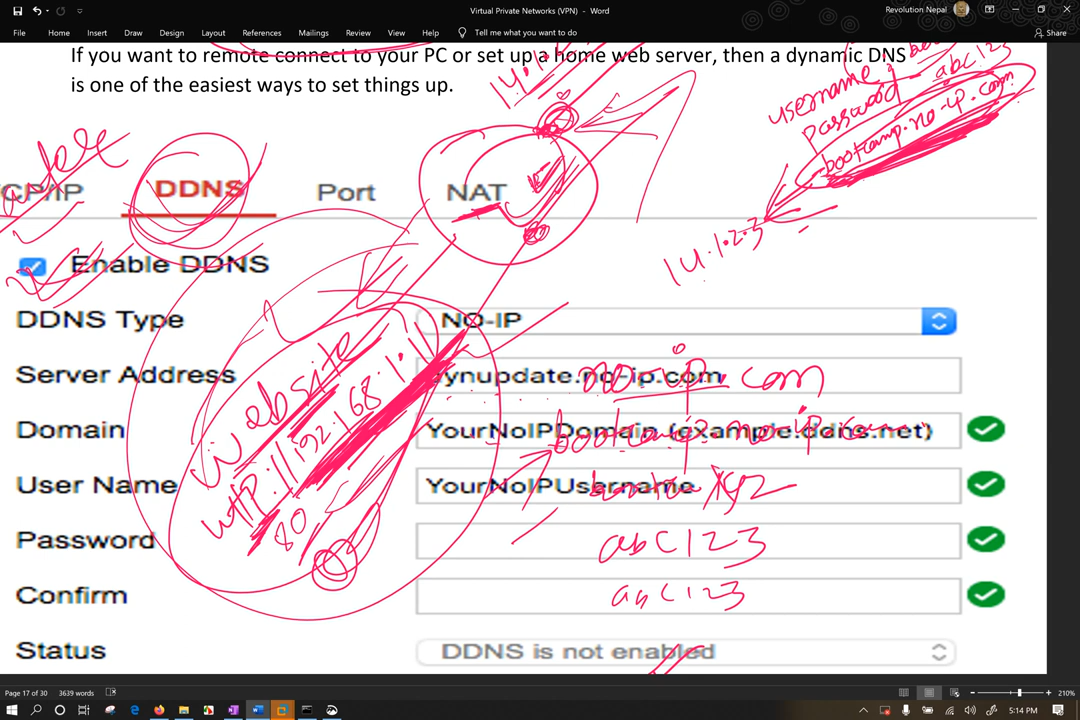 Virtual Private Networks (VPN) - Word
Revolution Nepal
File Home Insert Draw Design Layout References Mailings Review View Help Tell me what you want to do
Share
If you want to remote connect to your PC or set up a home web server, then a dynamic DNS
is one of the easiest ways to set things up.
username
password abc123
bootcamp.no-ip.com
14.1.2.3
DDNS Port NAT
Enable DDNS
DDNS Type NO-IP
Server Address ynupdate.no-ip.com
no-ip.com
Domain YourNoIPDomain (example.ddns.net)
bootcamp.no-ip.com
User Name YourNoIPUsername
xyz
Password abc123
Confirm abc123
Status DDNS is not enabled
Website
http://192.168.1.1
80
Page 17 of 30 3639 words
210%
5:14 PM